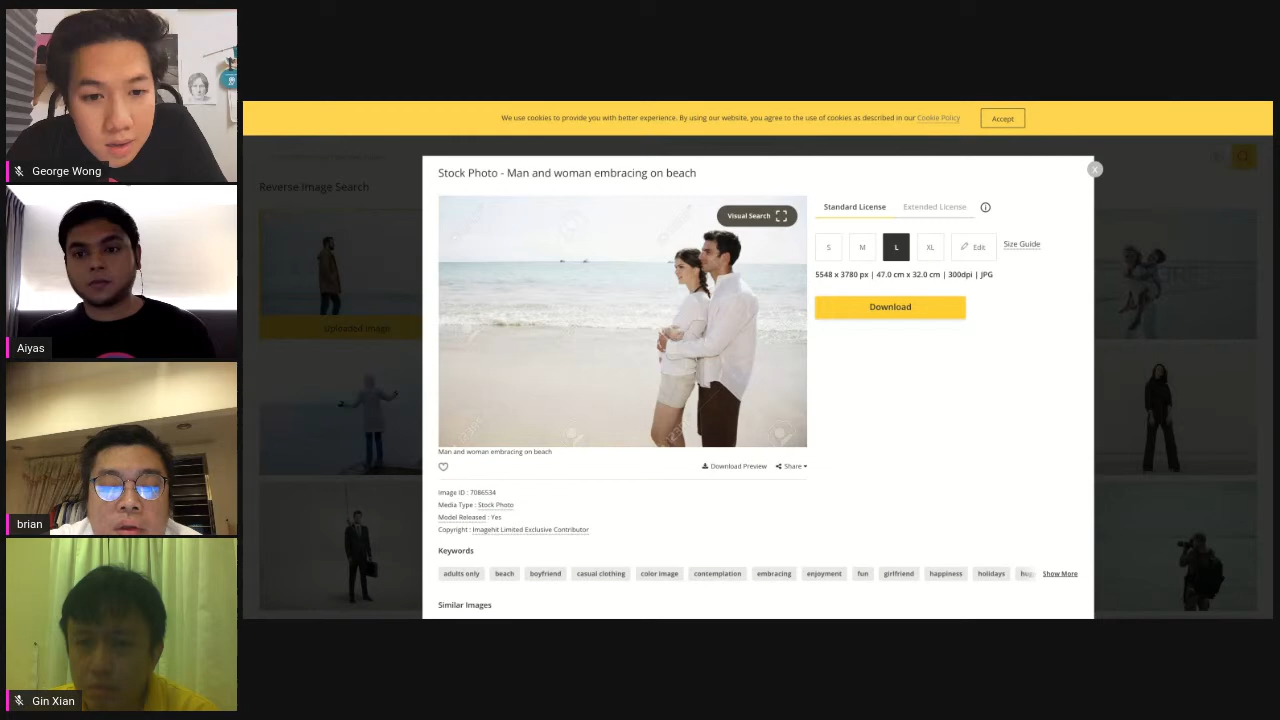 George Wong
Aiyas
brian
Gin Xian
We use cookies to provide you with better experience. By using our website, you agree to the use of cookies as described in our Cookie Policy
Accept
Reverse Image Search
Uploaded Image
Stock Photo - Man and woman embracing on beach
x
Visual Search
Man and woman embracing on beach
Download Preview
Share
Standard License
Extended License
S
M
L
XL
Edit
Size Guide
5548 x 3780 px | 47.0 cm x 32.0 cm | 300dpi | JPG
Download
Image ID : 7086534
Media Type : Stock Photo
Model Released : Yes
Copyright : Imagehit Limited Exclusive Contributor
Keywords
adults only
beach
boyfriend
casual clothing
color image
contemplation
embracing
enjoyment
fun
girlfriend
happiness
holidays
Show More
Similar Images